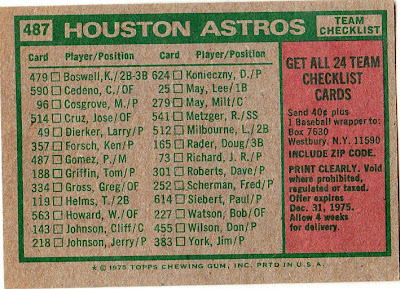 487 HOUSTON ASTROS TEAM CHECKLIST
Card Player/Position Card Player/Position
479 Boswell, K./2B-3B 624 Konieczny, D./P
590 Cedeno, C./OF 25 May, Lee/1B
96 Cosgrove, M./P 279 May, Milt/C
514 Cruz, Jose/OF 541 Metzger, R./SS
49 Dierker, Larry/P 512 Milbourne, L./2B
357 Forsch, Ken/P 165 Rader, Doug/3B
487 Gomez, P./M 73 Richard, J. R./P
188 Griffin, Tom/P 301 Roberts, Dave/P
334 Gross, Greg/OF 252 Scherman, Fred/P
119 Helms, T./2B 614 Siebert, Paul/P
563 Howard, W./OF 227 Watson, Bob/OF
143 Johnson, Cliff/C 455 Wilson, Don/P
218 Johnson, Jerry/P 383 York, Jim/P
GET ALL 24 TEAM
CHECKLIST
CARDS
Send 40¢ plus
1 Baseball wrapper to:
Box 7630
Westbury, N.Y. 11590
INCLUDE ZIP CODE.
PRINT CLEARLY. Void
where prohibited,
regulated or taxed.
Offer expires
Dec. 31, 1975.
Allow 4 weeks
for delivery.
* © 1975 TOPPS CHEWING GUM, INC. PRTD IN U.S.A.